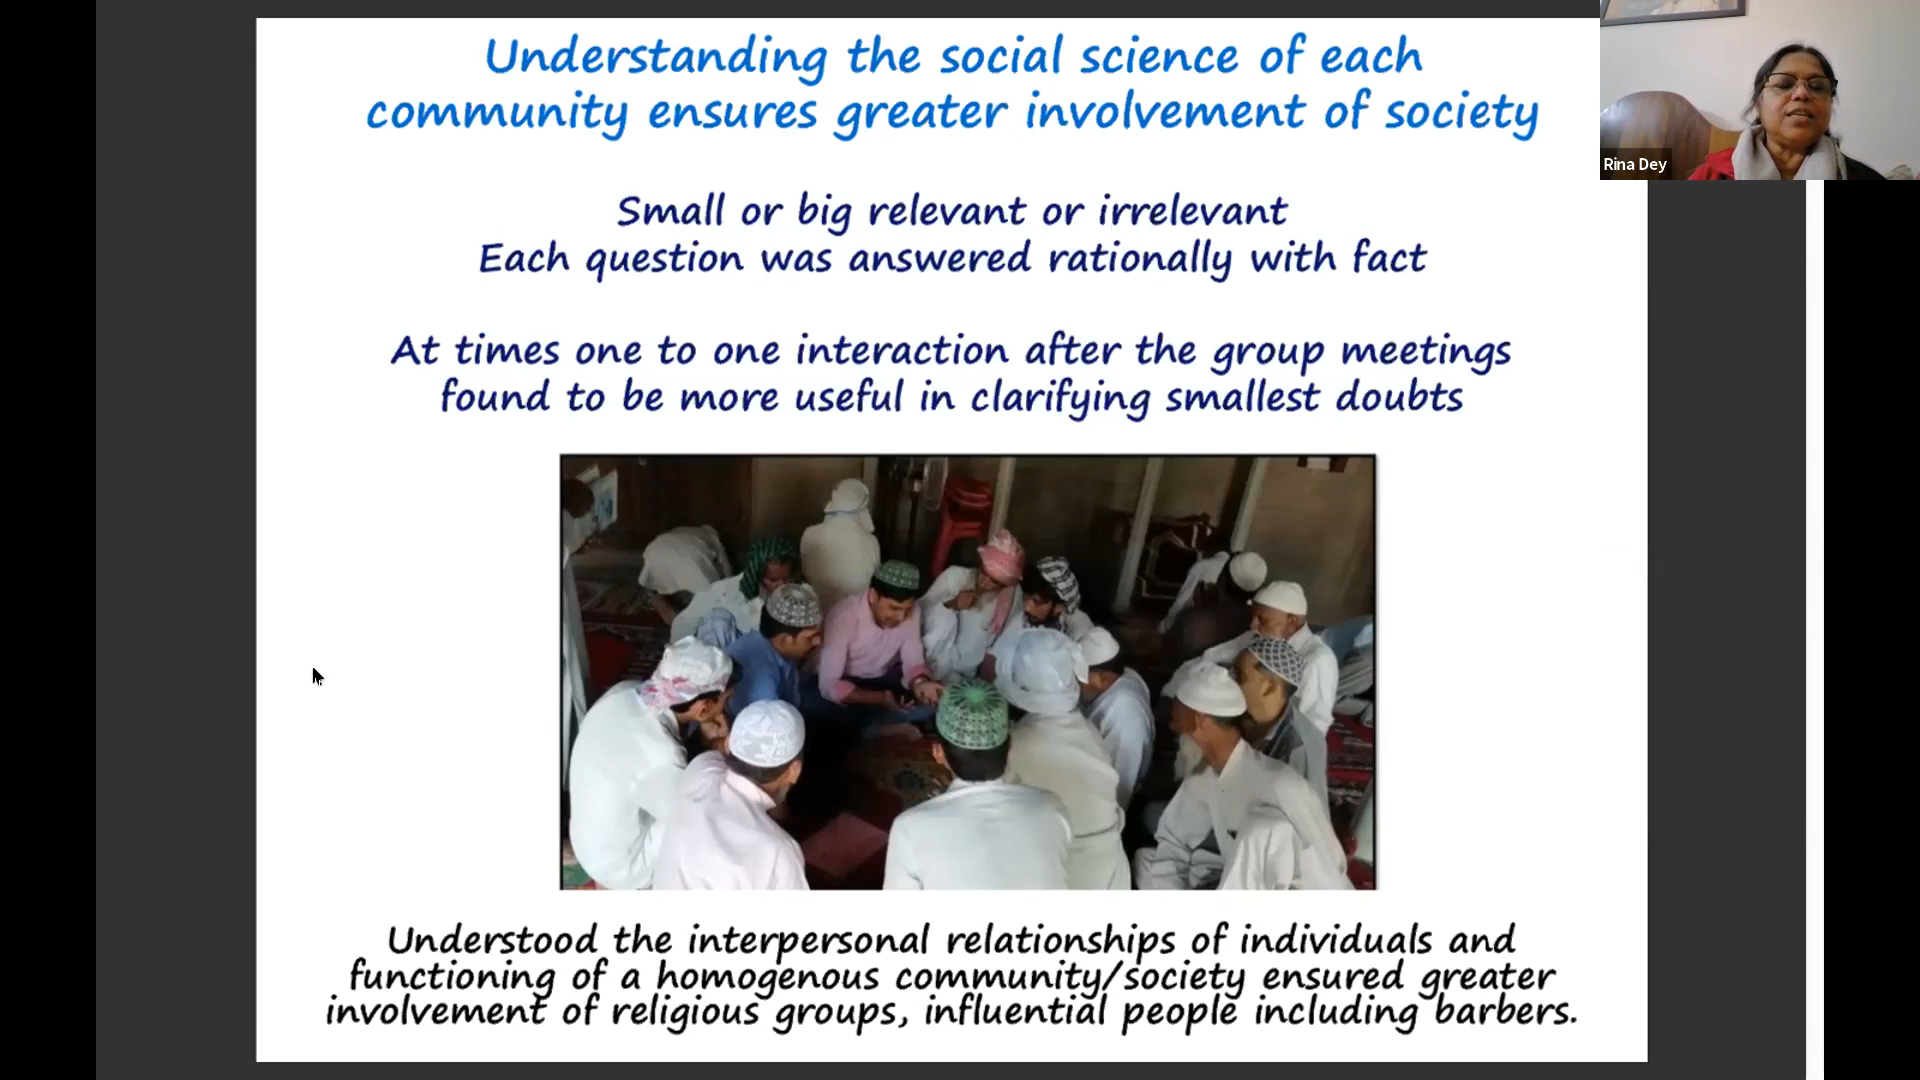 Understanding the social science of each
community ensures greater involvement of society
Rina Dey
Small or big relevant or irrelevant
Each question was answered rationally with fact
At times one to one interaction after the group meetings
found to be more useful in clarifying smallest doubts
Understood the interpersonal relationships of individuals and
functioning of a homogenous community/society ensured greater
involvement of religious groups, influential people including barbers.